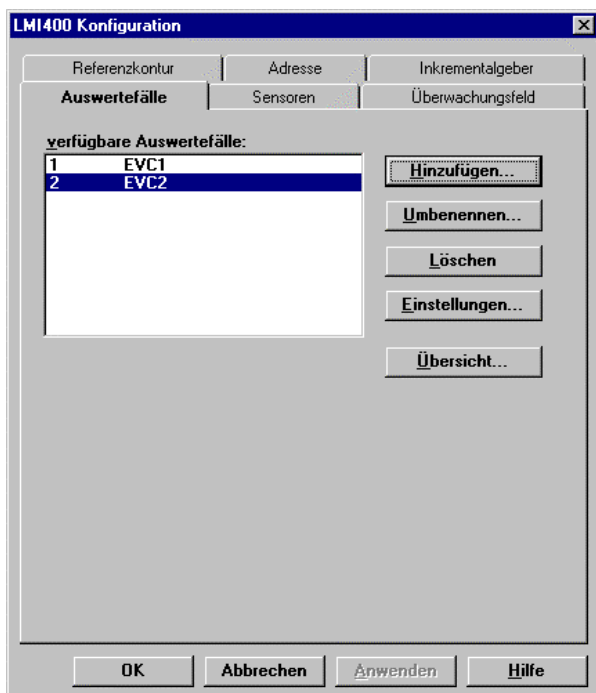 LMI400 Konfiguration
Referenzkontur Adresse Inkrementalgeber
Auswertefälle Sensoren Überwachungsfeld
verfügbare Auswertefälle:
1 EVC1
2 EVC2
Hinzufügen...
Umbenennen...
Löschen
Einstellungen...
Übersicht...
OK Abbrechen Anwenden Hilfe